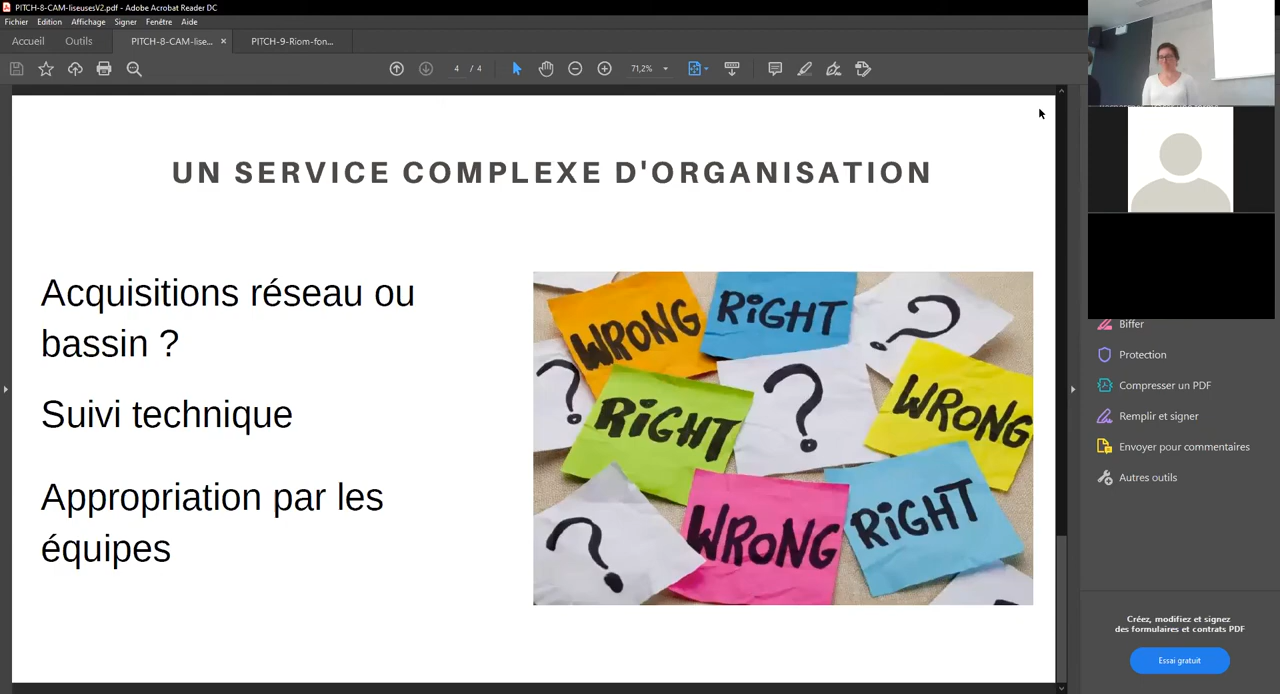 PITCH-8-CAM-liseusesV2.pdf - Adobe Acrobat Reader DC
Fichier Edition Affichage Signer Fenêtre Aide
Accueil Outils PITCH-8-CAM-lise... × PITCH-9-Riom-fon...
4 / 4 71,2%
UN SERVICE COMPLEXE D'ORGANISATION
Acquisitions réseau ou
bassin ?
Suivi technique
Appropriation par les
équipes
WRONG
RiGHT
?
?
RiGHT
?
WRONG
?
WRONG
RiGHT
Biffer
Protection
Compresser un PDF
Remplir et signer
Envoyer pour commentaires
Autres outils
Créez, modifiez et signez
des formulaires et contrats PDF
Essai gratuit